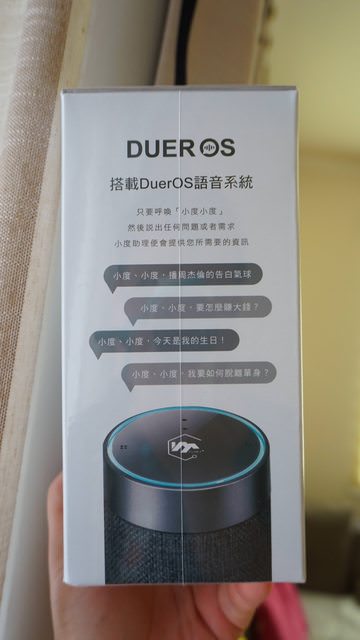 DUER OS
搭載DuerOS語音系統
只要呼喚「小度小度」
然後説出任何問題或者需求
小度助理便會提供您所需要的資訊
小度、小度，播周杰倫的告白氣球
小度、小度，要怎麼賺大錢？
小度、小度，今天是我的生日！
小度、小度，我要如何脫離單身？